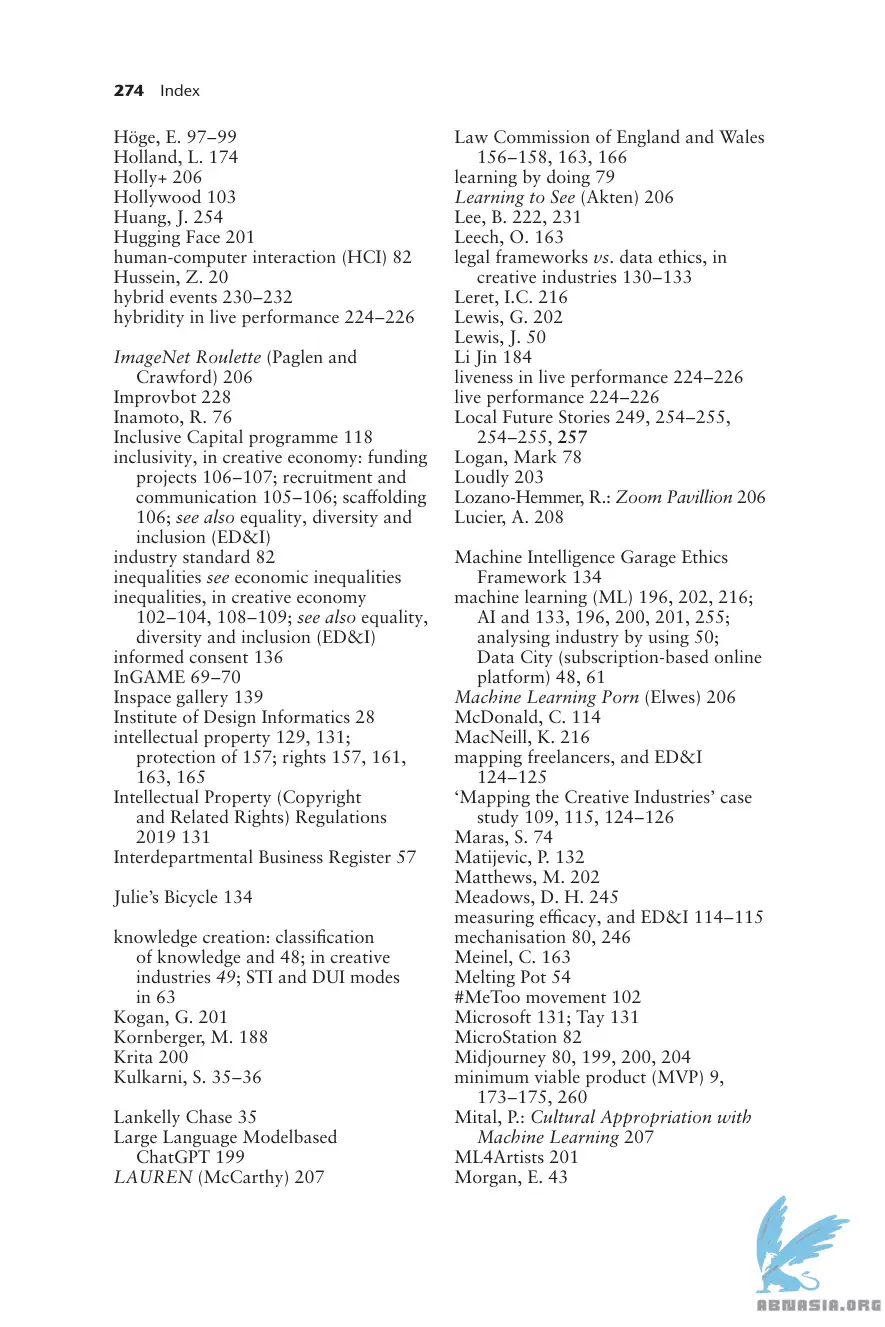 274 Index
Höge, E. 97–99
Holland, L. 174
Holly+ 206
Hollywood 103
Huang, J. 254
Hugging Face 201
human-computer interaction (HCI) 82
Hussein, Z. 20
hybrid events 230–232
hybridity in live performance 224–226
ImageNet Roulette (Paglen and
Crawford) 206
Improvbot 228
Inamoto, R. 76
Inclusive Capital programme 118
inclusivity, in creative economy: funding
projects 106–107; recruitment and
communication 105–106; scaffolding
106; see also equality, diversity and
inclusion (ED&I)
industry standard 82
inequalities see economic inequalities
inequalities, in creative economy
102–104, 108–109; see also equality,
diversity and inclusion (ED&I)
informed consent 136
InGAME 69–70
Inspace gallery 139
Institute of Design Informatics 28
intellectual property 129, 131;
protection of 157; rights 157, 161,
163, 165
Intellectual Property (Copyright
and Related Rights) Regulations
2019 131
Interdepartmental Business Register 57
Julie’s Bicycle 134
knowledge creation: classification
of knowledge and 48; in creative
industries 49; STI and DUI modes
in 63
Kogan, G. 201
Kornberger, M. 188
Krita 200
Kulkarni, S. 35–36
Lankelly Chase 35
Large Language Modelbased
ChatGPT 199
LAUREN (McCarthy) 207
Law Commission of England and Wales
156–158, 163, 166
learning by doing 79
Learning to See (Akten) 206
Lee, B. 222, 231
Leech, O. 163
legal frameworks vs. data ethics, in
creative industries 130–133
Leret, I.C. 216
Lewis, G. 202
Lewis, J. 50
Li Jin 184
liveness in live performance 224–226
live performance 224–226
Local Future Stories 249, 254–255,
254–255, 257
Logan, Mark 78
Loudly 203
Lozano-Hemmer, R.: Zoom Pavillion 206
Lucier, A. 208
Machine Intelligence Garage Ethics
Framework 134
machine learning (ML) 196, 202, 216;
AI and 133, 196, 200, 201, 255;
analysing industry by using 50;
Data City (subscription-based online
platform) 48, 61
Machine Learning Porn (Elwes) 206
McDonald, C. 114
MacNeill, K. 216
mapping freelancers, and ED&I
124–125
‘Mapping the Creative Industries’ case
study 109, 115, 124–126
Maras, S. 74
Matijevic, P. 132
Matthews, M. 202
Meadows, D. H. 245
measuring efficacy, and ED&I 114–115
mechanisation 80, 246
Meinel, C. 163
Melting Pot 54
#MeToo movement 102
Microsoft 131; Tay 131
MicroStation 82
Midjourney 80, 199, 200, 204
minimum viable product (MVP) 9,
173–175, 260
Mital, P.: Cultural Appropriation with
Machine Learning 207
ML4Artists 201
Morgan, E. 43
ABNASIA.ORG